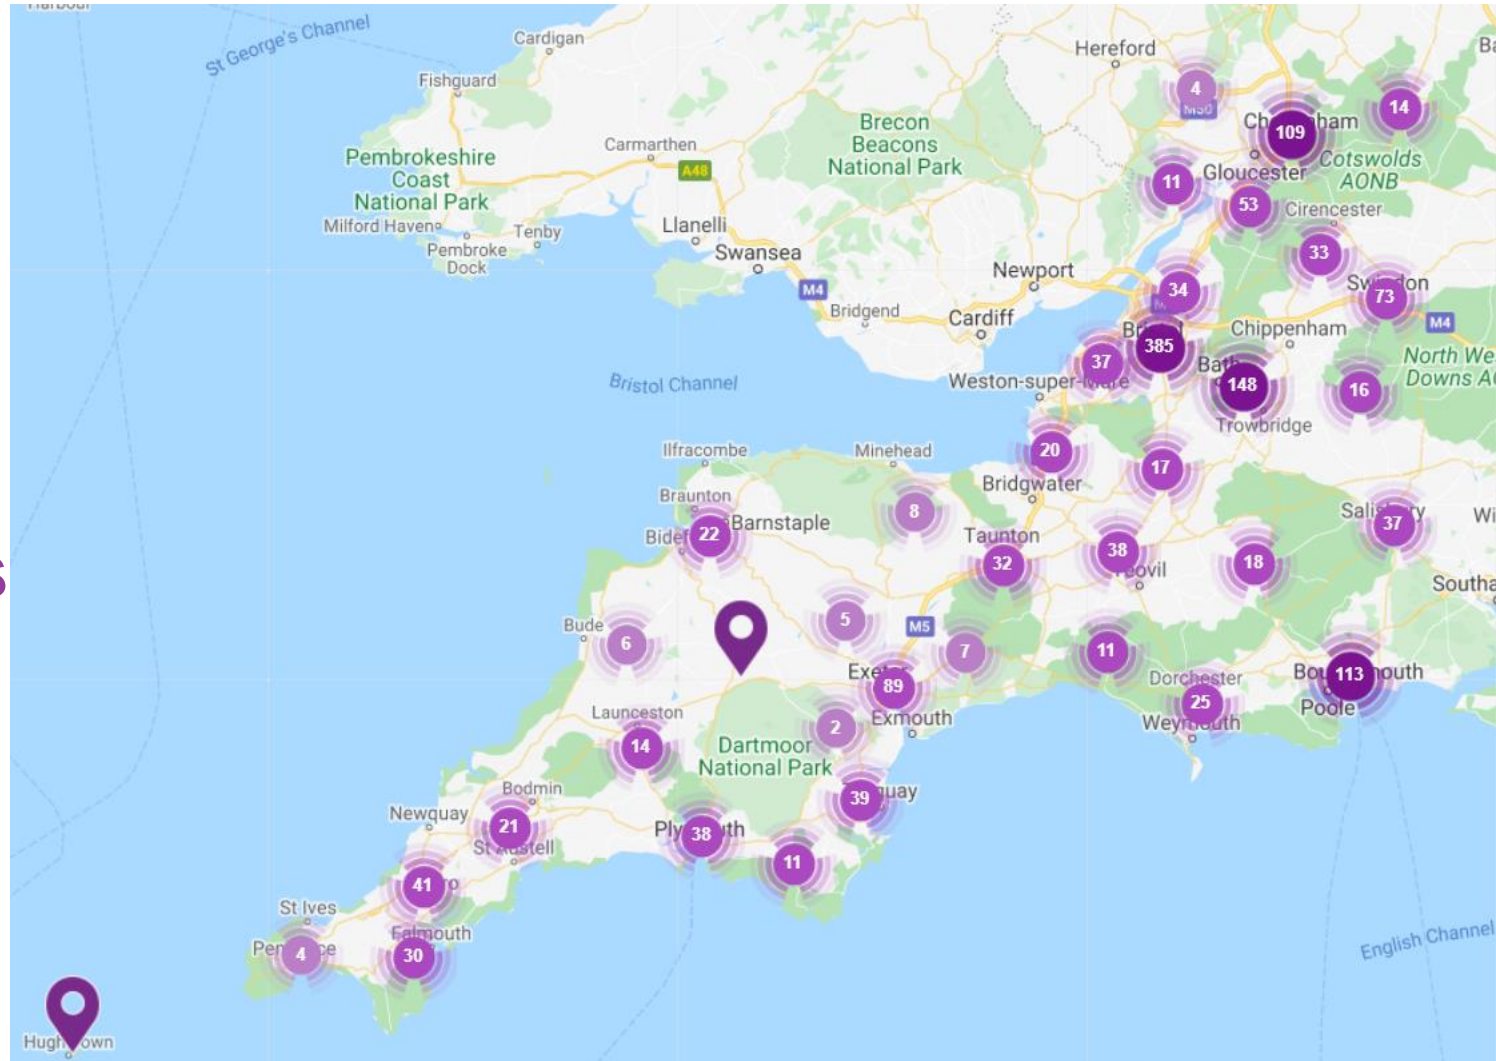 St George's Channel
Cardigan
Fishguard
Hereford
4
M50
14
109
Brecon
Beacons
National Park
Carmarthen
A48
Pembrokeshire
Coast
National Park
Cotswolds
AONB
Gloucester
11
53
Cirencester
Milford Haven
Pembroke
Dock
Tenby
Llanelli
Swansea
33
Newport
M4
34
73
Bridgend
Cardiff
Chippenham
M4
385
37
Bath
148
16
Bristol Channel
Weston-super-Mare
Trowbridge
Ilfracombe
Minehead
20
17
Bridgwater
Braunton
8
Barnstaple
22
Taunton
32
38
18
37
5
M5
Bude
6
7
11
113
89
Dorchester
25
Weymouth
Poole
Exmouth
Launceston
14
2
Dartmoor
National Park
39
Bodmin
Newquay
21
38
11
41
St Ives
Falmouth
4
30
English Channel
S